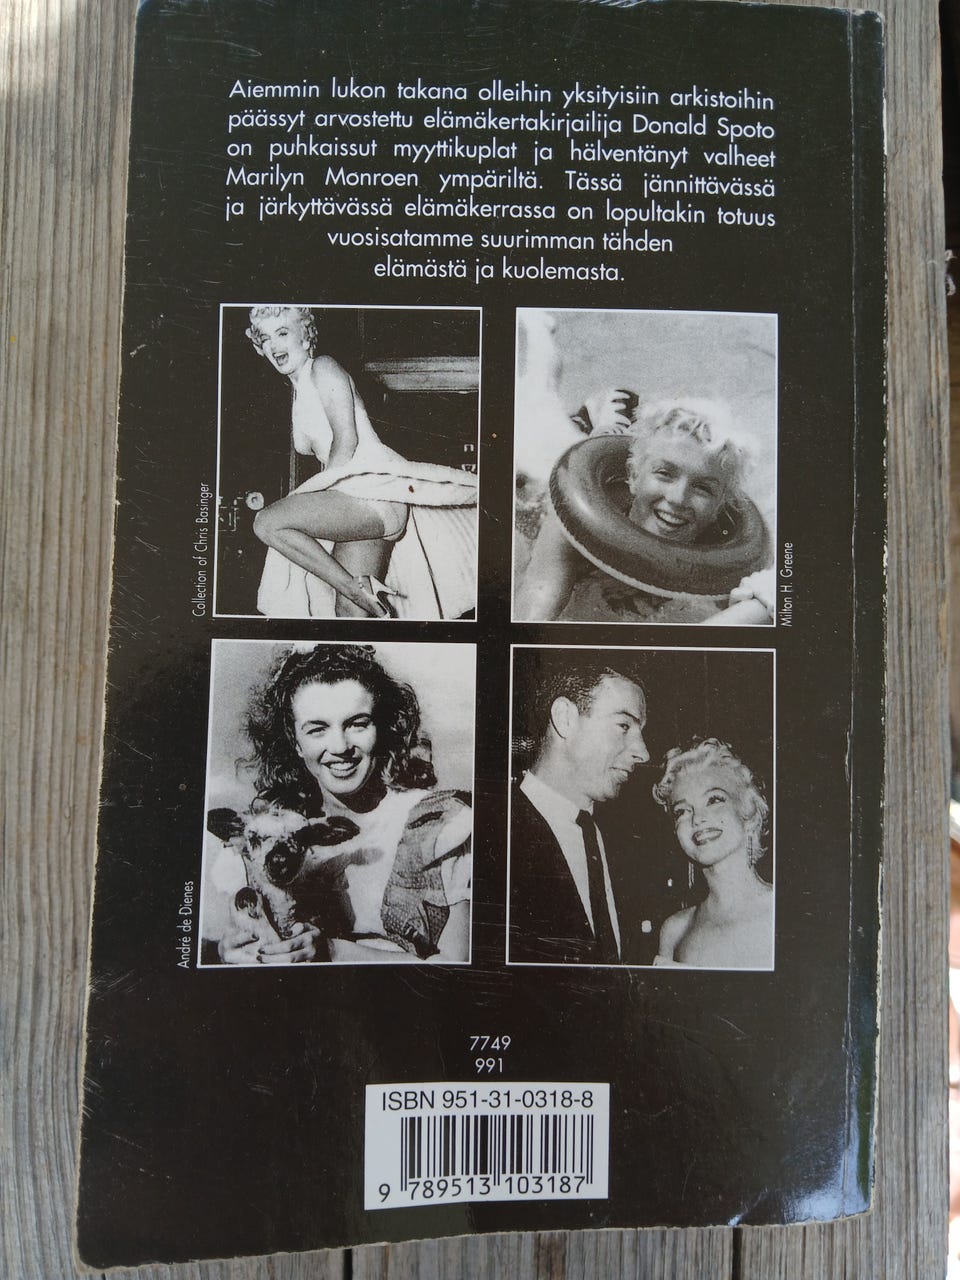 Aiemmin lukon takana olleihin yksityisiin arkistoihin
päässyt arvostettu elämäkertakirjailija Donald Spoto
on puhkaissut myyttikuplat ja hälventänyt valheet
Marilyn Monroen ympäriltä. Tässä jännittävässä
ja järkyttävässä elämäkerrassa on lopultakin totuus
vuosisatamme suurimman tähden
elämästä ja kuolemasta.
Collection of Chris Basinger
Milton H. Greene
André de Dienes
7749
991
ISBN 951-31-0318-8
9 789513 103187